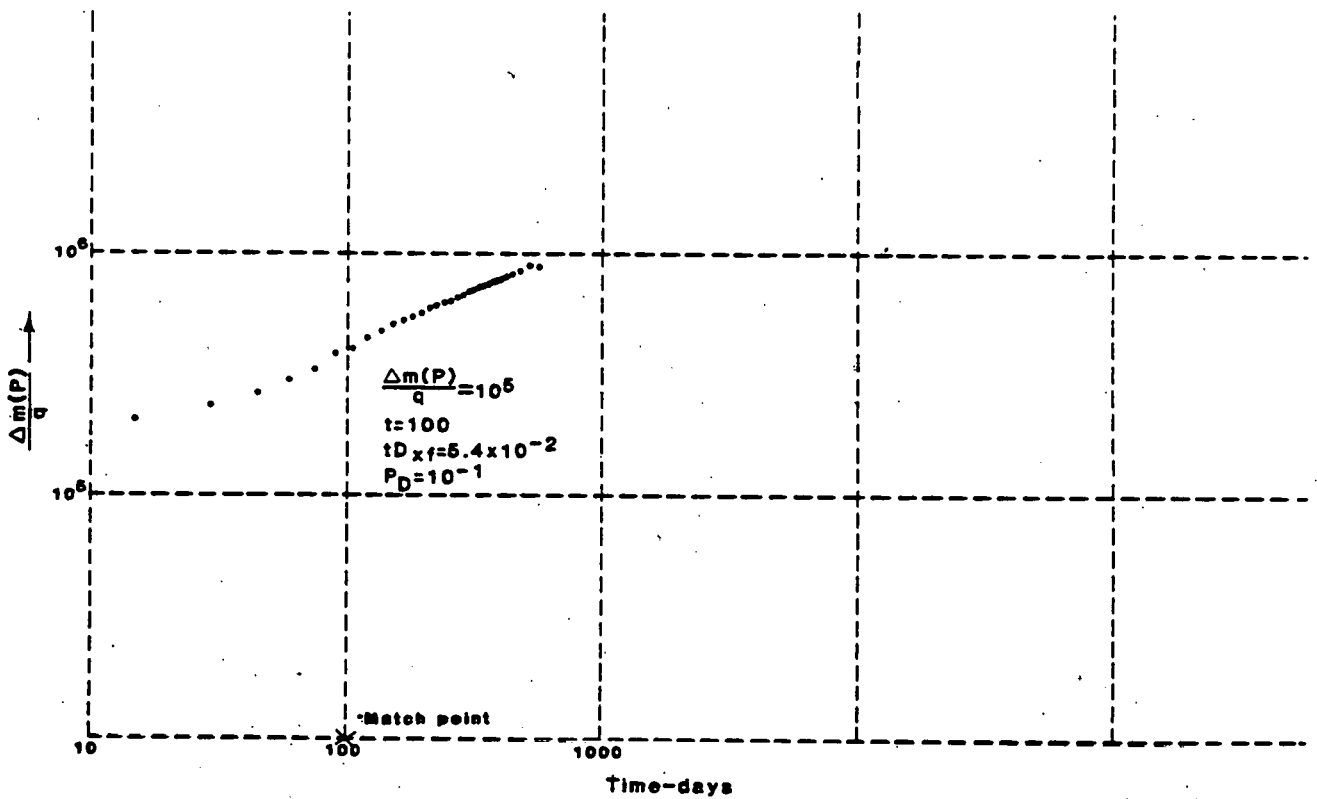 10⁶
Δm(P)
q
Δm(P)
q =10⁵
t=100
tDxf=5.4x10⁻²
PD=10⁻¹
10⁵
Match point
10
100
1000
Time-days